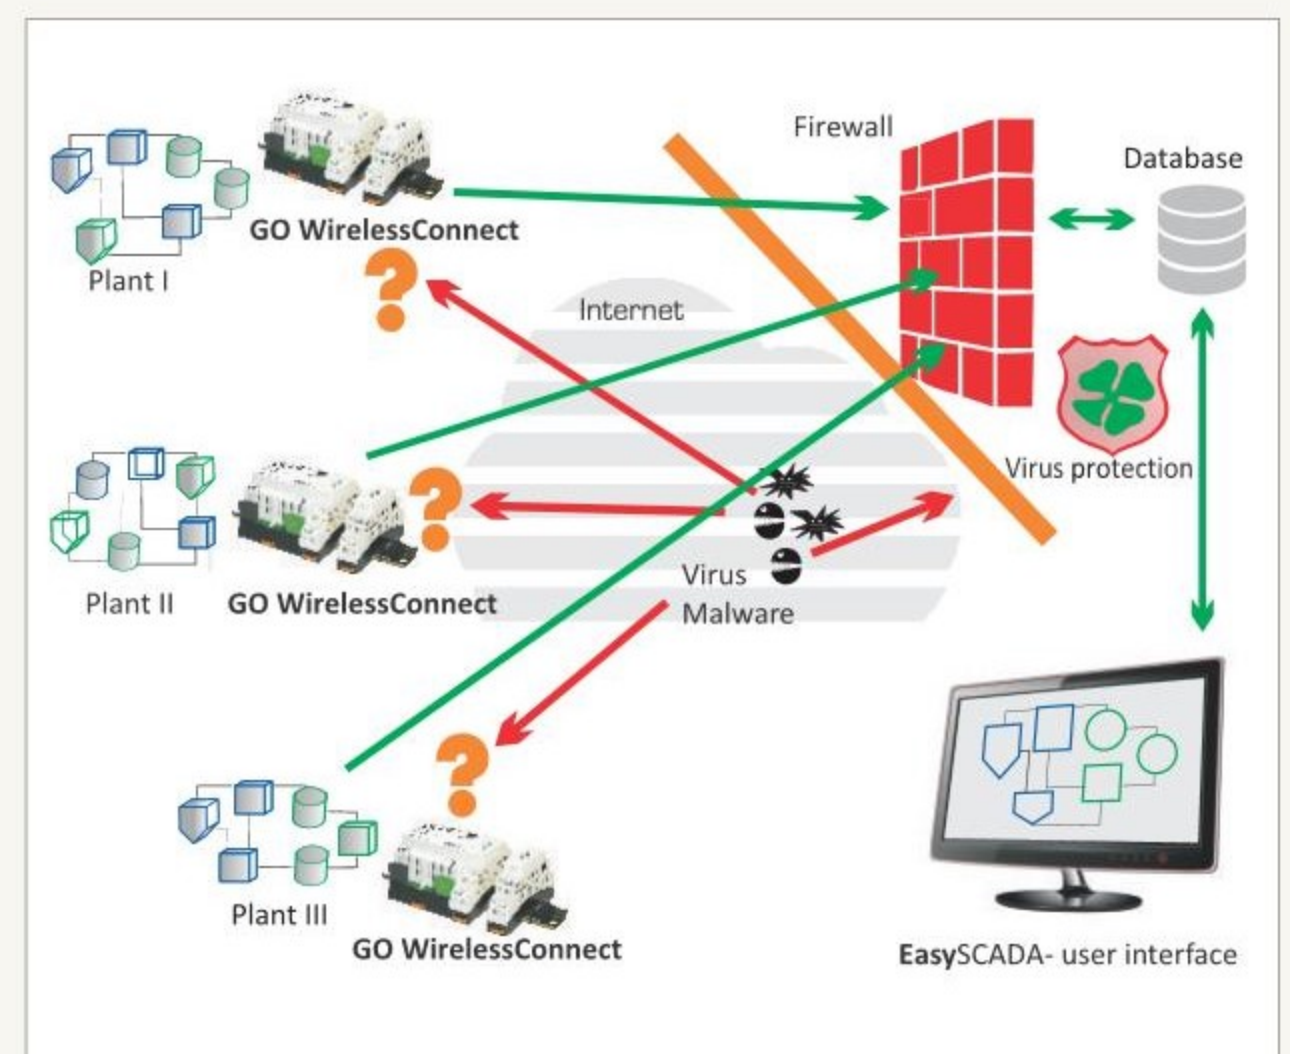 Firewall
Database
GO WirelessConnect
Plant I
?
Internet
Virus protection
?
Virus
Malware
Plant II
GO WirelessConnect
?
Plant III
GO WirelessConnect
EasySCADA- user interface